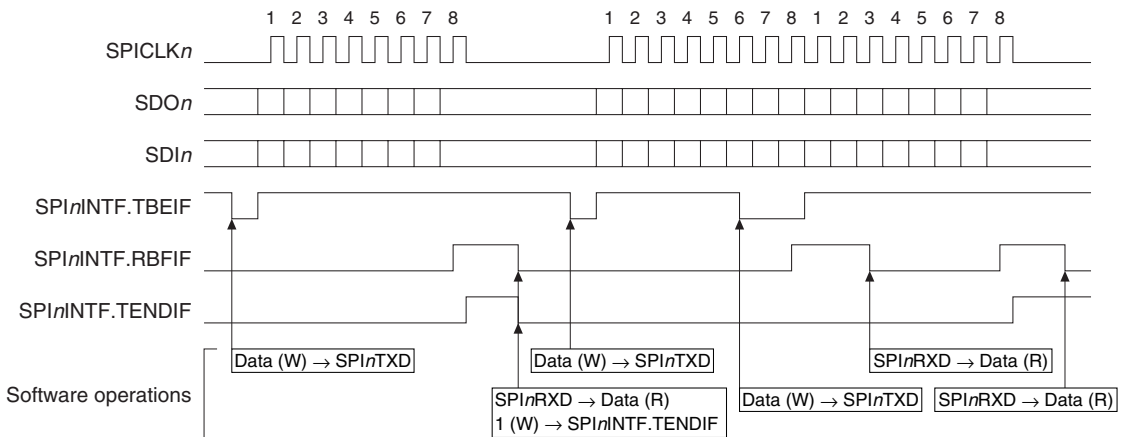 1 2 3 4 5 6 7 8 1 2 3 4 5 6 7 8 1 2 3 4 5 6 7 8
SPICLKn
SDOn
SDIn
SPInINTF.TBEIF
SPInINTF.RBFIF
SPInINTF.TENDIF
Software operations
Data (W) → SPInTXD
Data (W) → SPInTXD
SPInRXD → Data (R)
SPInRXD → Data (R)
1 (W) → SPInINTF.TENDIF
Data (W) → SPInTXD
SPInRXD → Data (R)